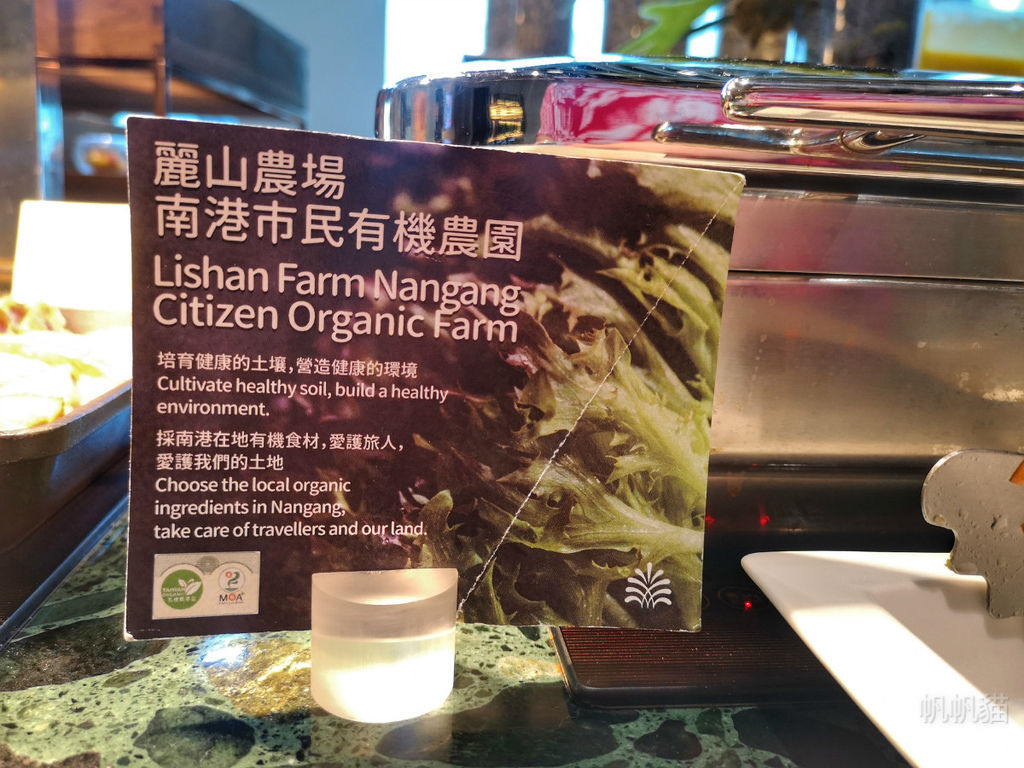 麗山農場
南港市民有機農園
Lishan Farm Nangang
Citizen Organic Farm
培育健康的土壤,營造健康的環境
Cultivate healthy soil, build a healthy
environment.
採南港在地有機食材,愛護旅人,
愛護我們的土地
Choose the local organic
ingredients in Nangang,
take care of travellers and our land.
TAIWAN
MOA
帆帆貓